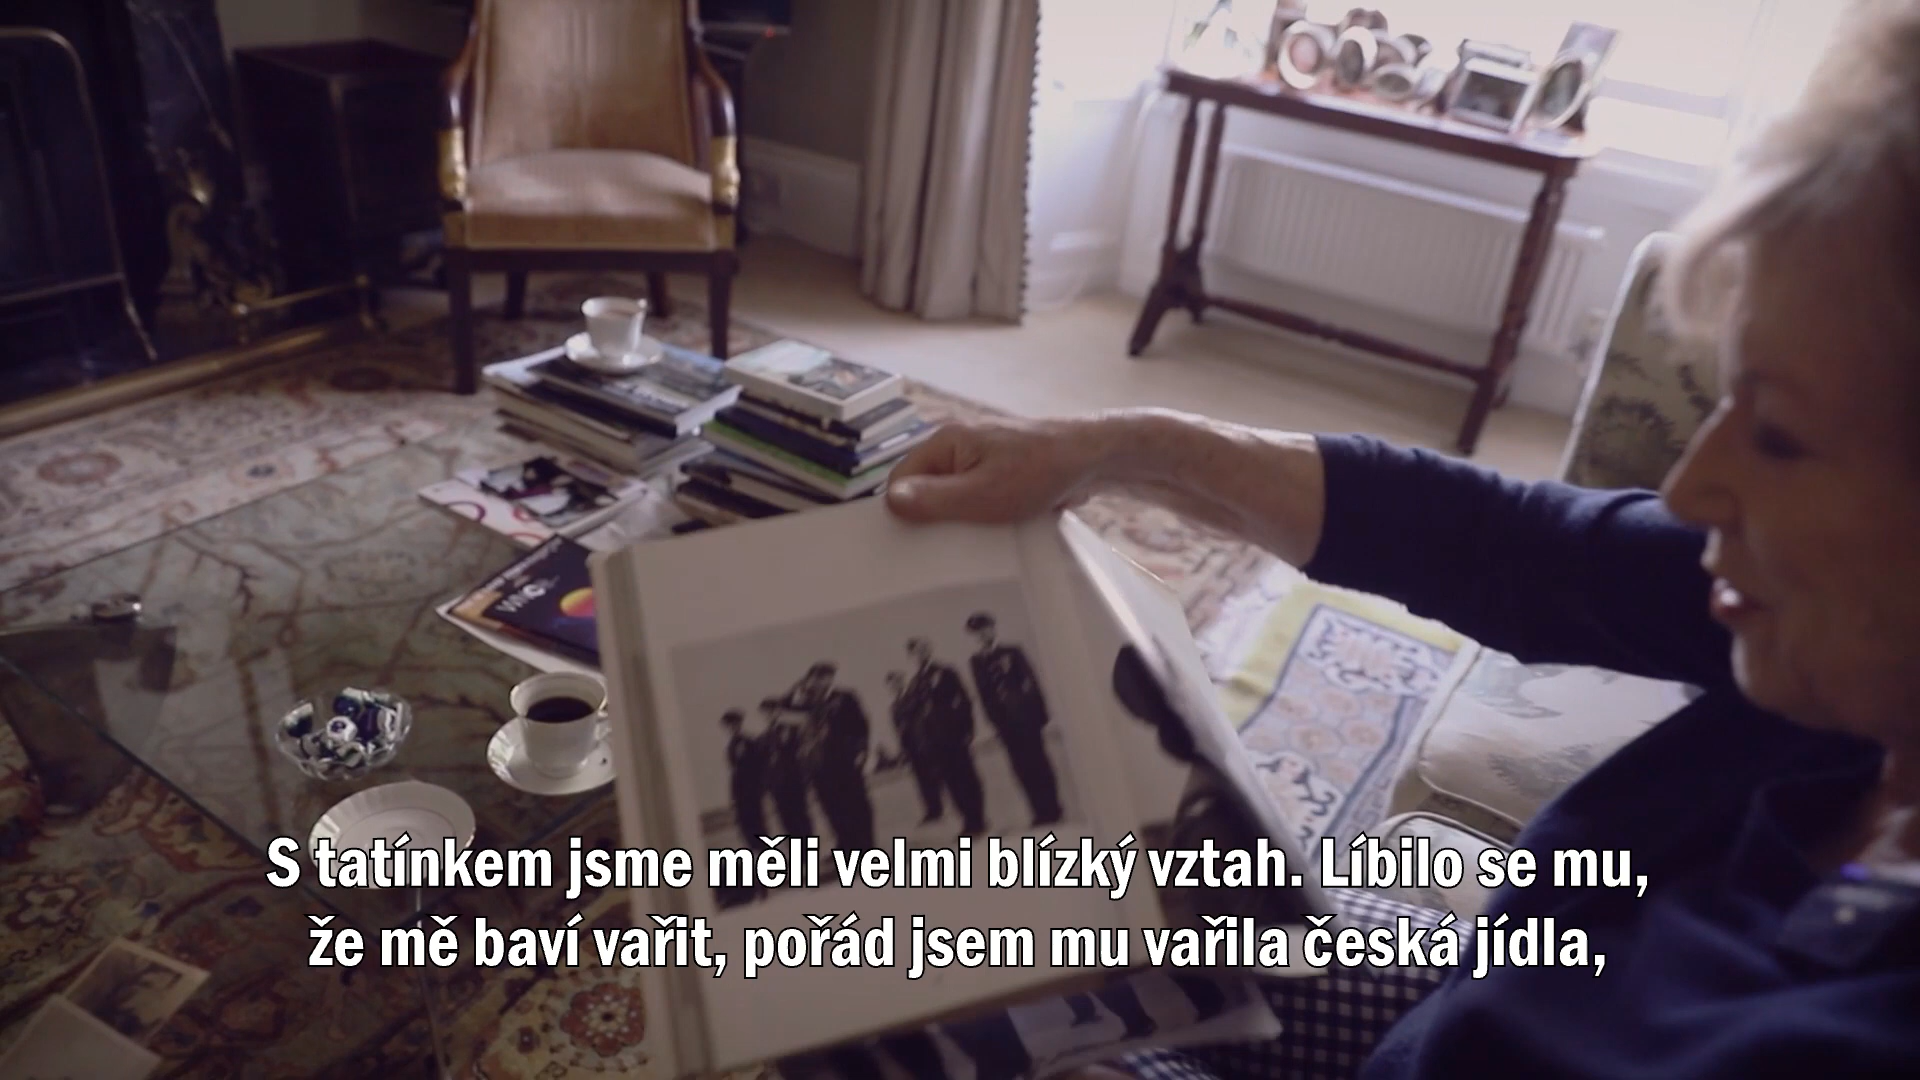 S tatínkem jsme měli velmi blízký vztah. Líbilo se mu,
že mě baví vařit, pořád jsem mu vařila česká jídla,